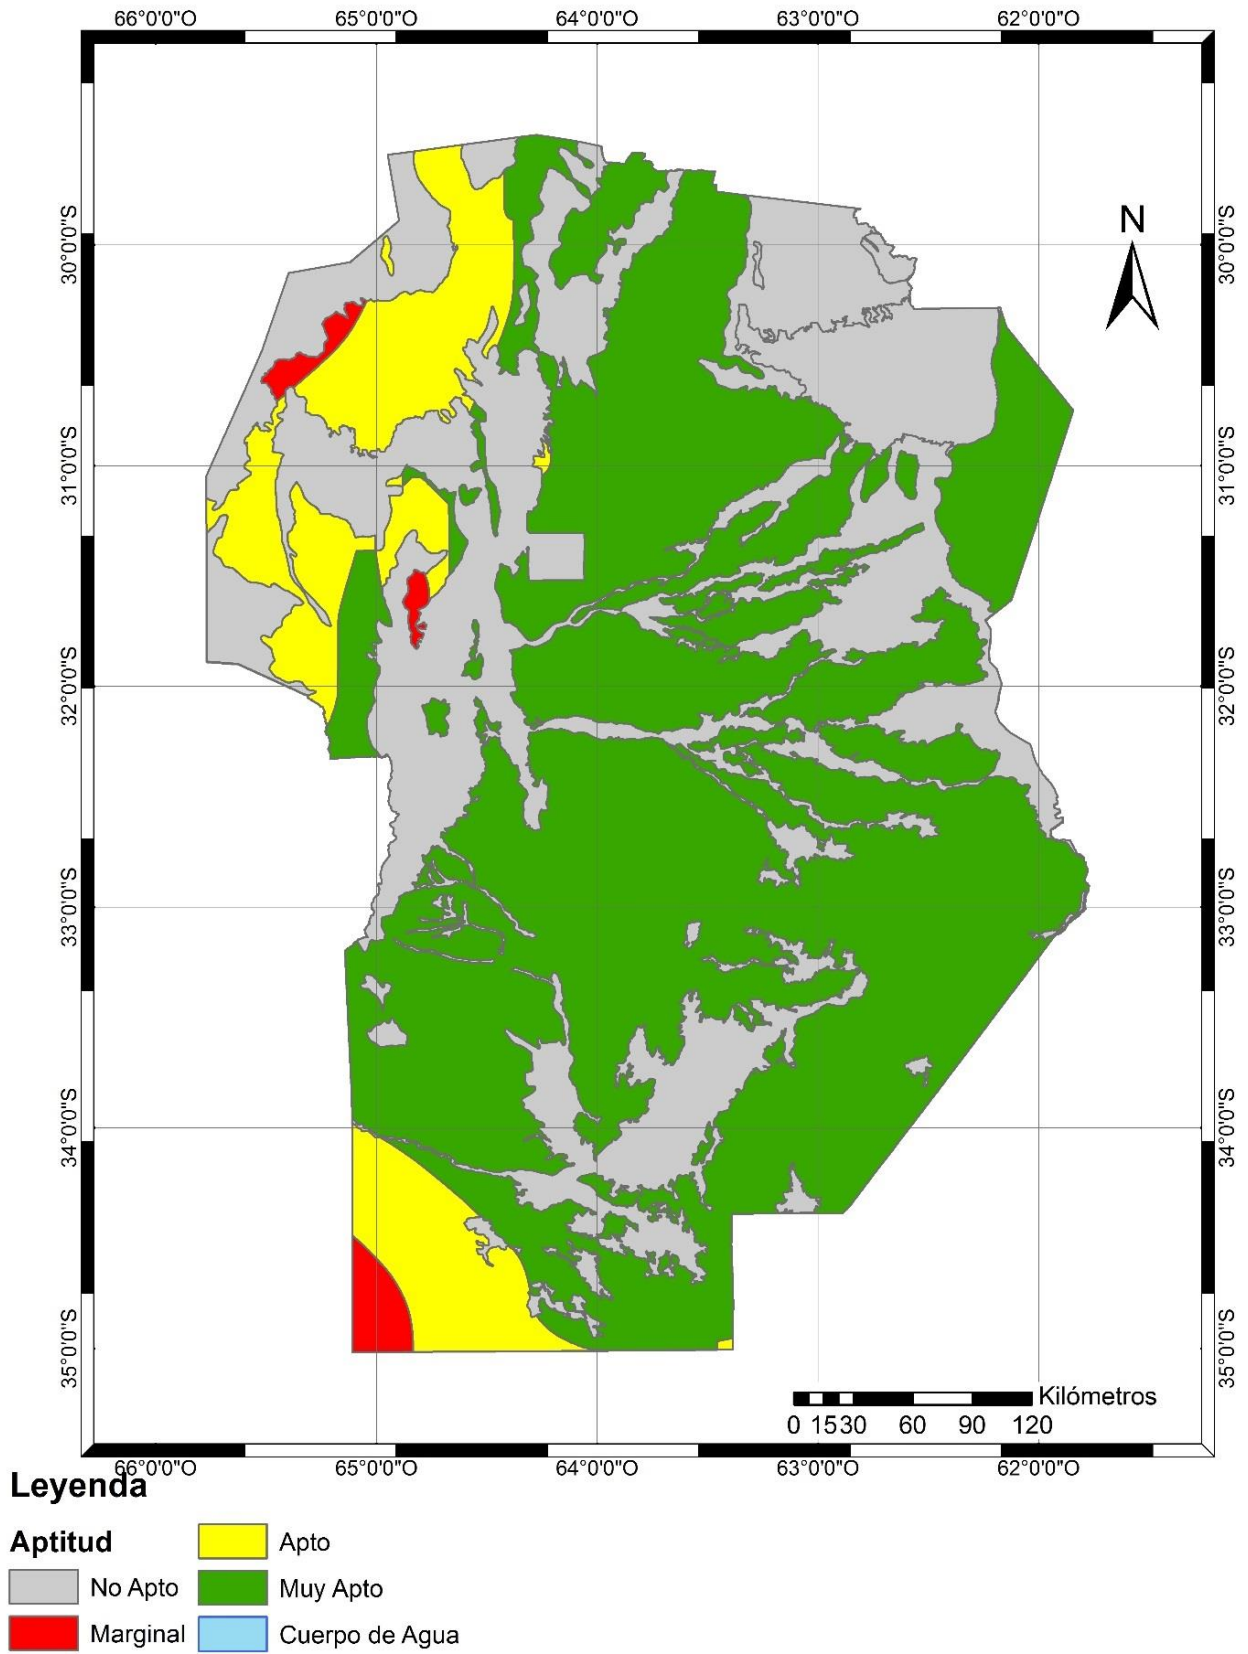 66°0'0"O 65°0'0"O 64°0'0"O 63°0'0"O 62°0'0"O
N
30°0'0"S 30°0'0"S
31°0'0"S 31°0'0"S
32°0'0"S 32°0'0"S
33°0'0"S 33°0'0"S
34°0'0"S 34°0'0"S
35°0'0"S 35°0'0"S
Kilómetros
0 15 30 60 90 120
66°0'0"O 65°0'0"O 64°0'0"O 63°0'0"O 62°0'0"O
Leyenda
Aptitud
No Apto
Marginal
Apto
Muy Apto
Cuerpo de Agua